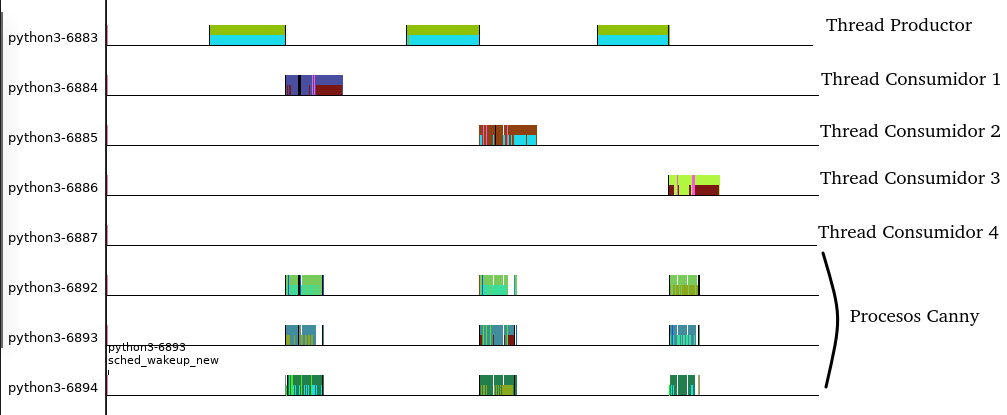 python3-6883 Thread Productor
python3-6884 Thread Consumidor 1
python3-6885 Thread Consumidor 2
python3-6886 Thread Consumidor 3
python3-6887 Thread Consumidor 4
python3-6892
python3-6893 Procesos Canny
python3-6893
sched_wakeup_new
python3-6894